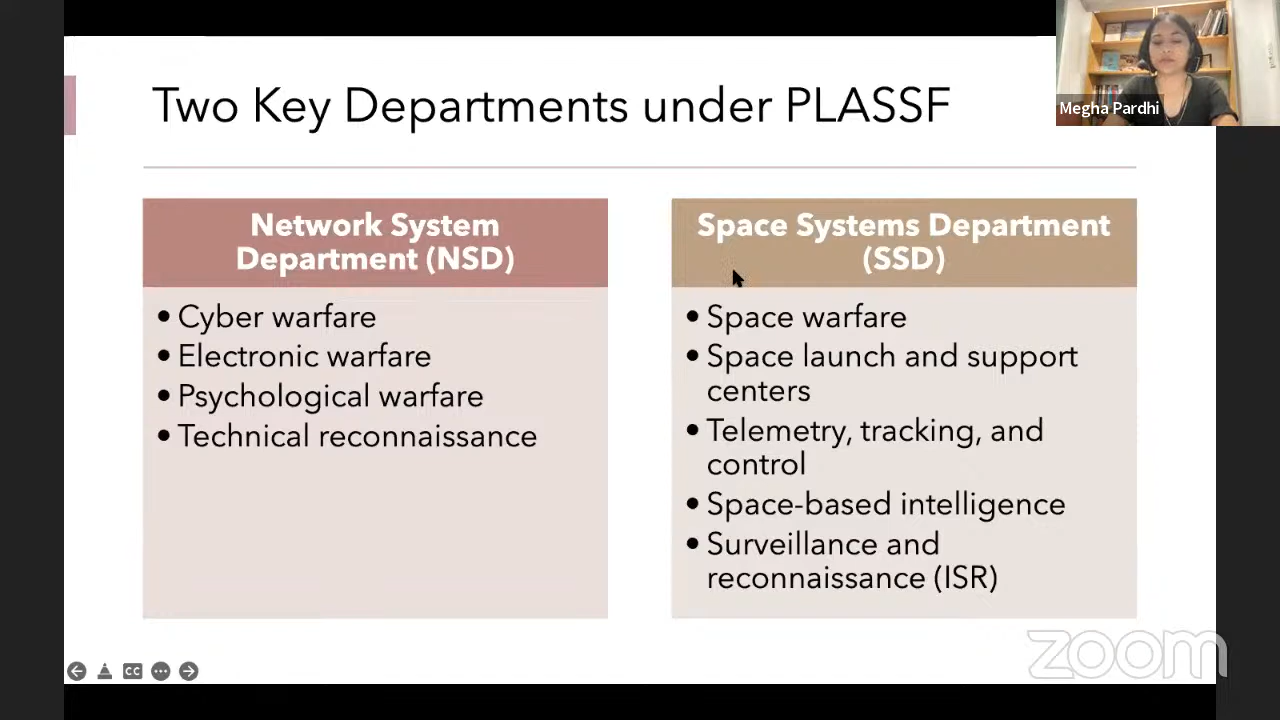 Two Key Departments under PLASSF
Megha Pardhi
Network System
Department (NSD)
• Cyber warfare
• Electronic warfare
• Psychological warfare
• Technical reconnaissance
Space Systems Department
(SSD)
• Space warfare
• Space launch and support
centers
• Telemetry, tracking, and
control
• Space-based intelligence
• Surveillance and
reconnaissance (ISR)
CC
zoom